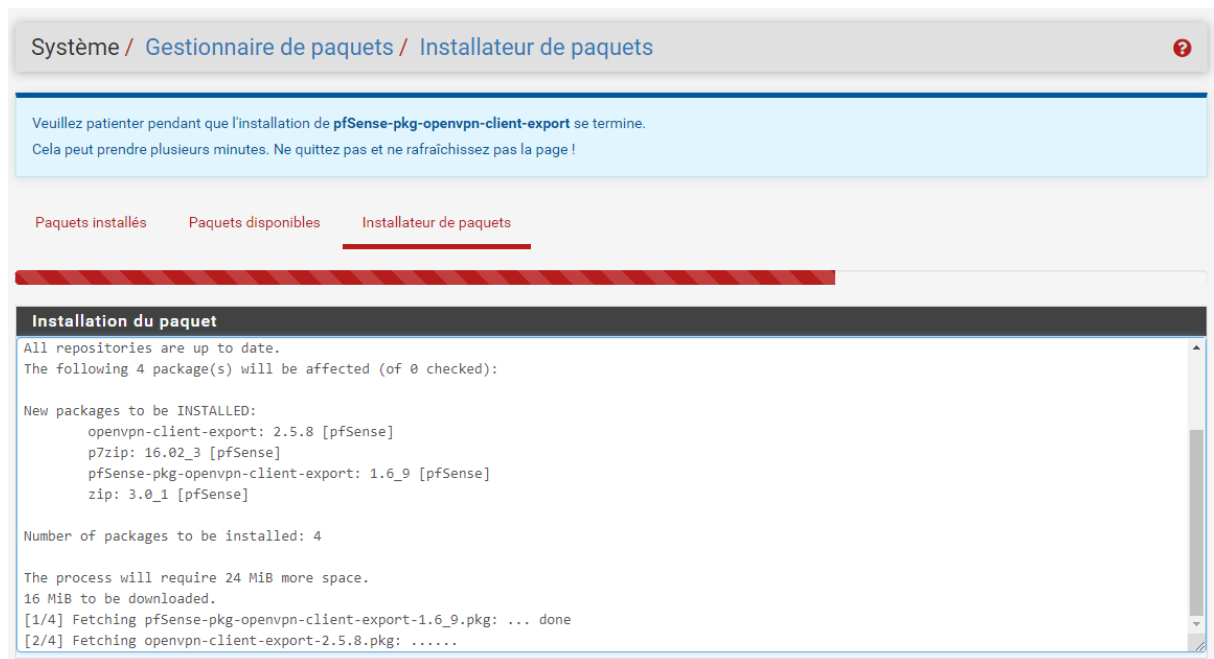 Système / Gestionnaire de paquets / Installateur de paquets
Veuillez patienter pendant que l'installation de pfSense-pkg-openvpn-client-export se termine.
Cela peut prendre plusieurs minutes. Ne quittez pas et ne rafraîchissez pas la page !
Paquets installés Paquets disponibles Installateur de paquets
Installation du paquet
All repositories are up to date.
The following 4 package(s) will be affected (of 0 checked):
New packages to be INSTALLED:
openvpn-client-export: 2.5.8 [pfSense]
p7zip: 16.02_3 [pfSense]
pfSense-pkg-openvpn-client-export: 1.6_9 [pfSense]
zip: 3.0_1 [pfSense]
Number of packages to be installed: 4
The process will require 24 MiB more space.
16 MiB to be downloaded.
[1/4] Fetching pfSense-pkg-openvpn-client-export-1.6_9.pkg: ... done
[2/4] Fetching openvpn-client-export-2.5.8.pkg: ......